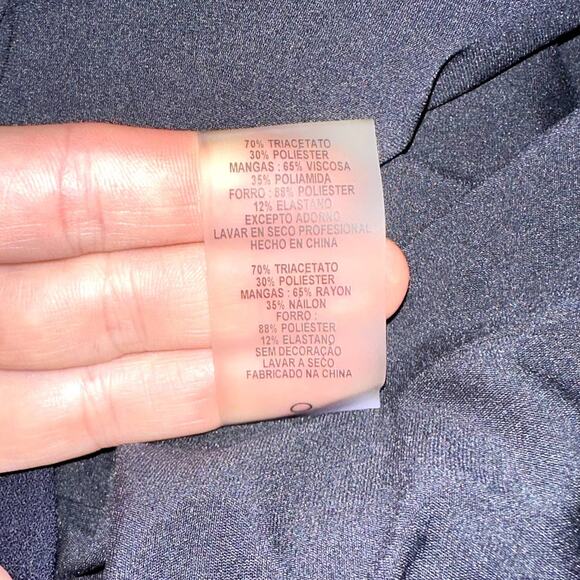 70% TRIACETATO
30% POLIESTER
MANGAS : 65% VISCOSA
35% POLIAMIDA
FORRO : 88% POLIESTER
12% ELASTANO
EXCEPTO ADORNO
LAVAR EN SECO PROFESIONAL
HECHO EN CHINA
70% TRIACETATO
30% POLIESTER
MANGAS : 65% RAYON
35% NAILON
FORRO :
88% POLIESTER
12% ELASTANO
SEM DECORAÇAO
LAVAR A SECO
FABRICADO NA CHINA